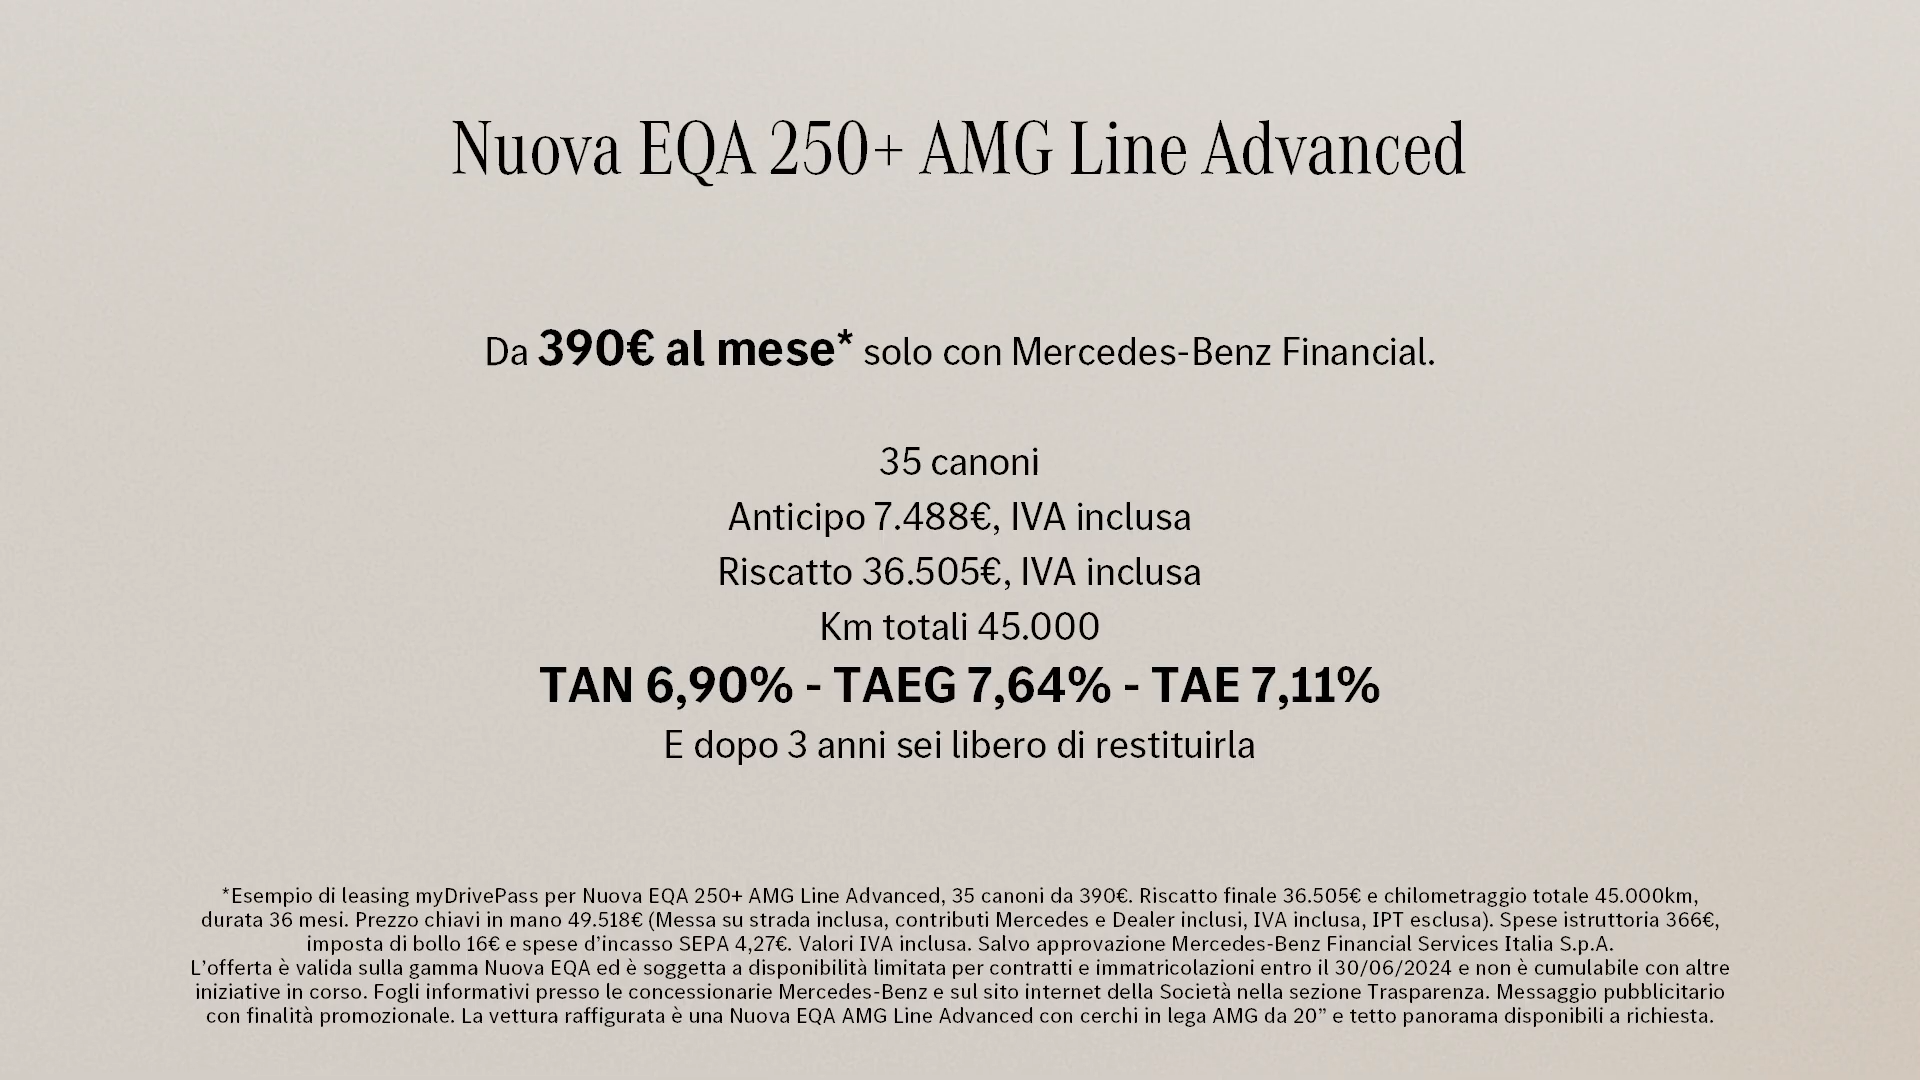 Nuova EQA 250+ AMG Line Advanced
Da 390€ al mese* solo con Mercedes-Benz Financial.
35 canoni
Anticipo 7.488€, IVA inclusa
Riscatto 36.505€, IVA inclusa
Km totali 45.000
TAN 6,90% - TAEG 7,64% - TAE 7,11%
E dopo 3 anni sei libero di restituirla
*Esempio di leasing myDrivePass per Nuova EQA 250+ AMG Line Advanced, 35 canoni da 390€. Riscatto finale 36.505€ e chilometraggio totale 45.000km,
durata 36 mesi. Prezzo chiavi in mano 49.518€ (Messa su strada inclusa, contributi Mercedes e Dealer inclusi, IVA inclusa, IPT esclusa). Spese istruttoria 366€,
imposta di bollo 16€ e spese d’incasso SEPA 4,27€. Valori IVA inclusa. Salvo approvazione Mercedes-Benz Financial Services Italia S.p.A.
L’offerta è valida sulla gamma Nuova EQA ed è soggetta a disponibilità limitata per contratti e immatricolazioni entro il 30/06/2024 e non è cumulabile con altre
iniziative in corso. Fogli informativi presso le concessionarie Mercedes-Benz e sul sito internet della Società nella sezione Trasparenza. Messaggio pubblicitario
con finalità promozionale. La vettura raffigurata è una Nuova EQA AMG Line Advanced con cerchi in lega AMG da 20” e tetto panorama disponibili a richiesta.